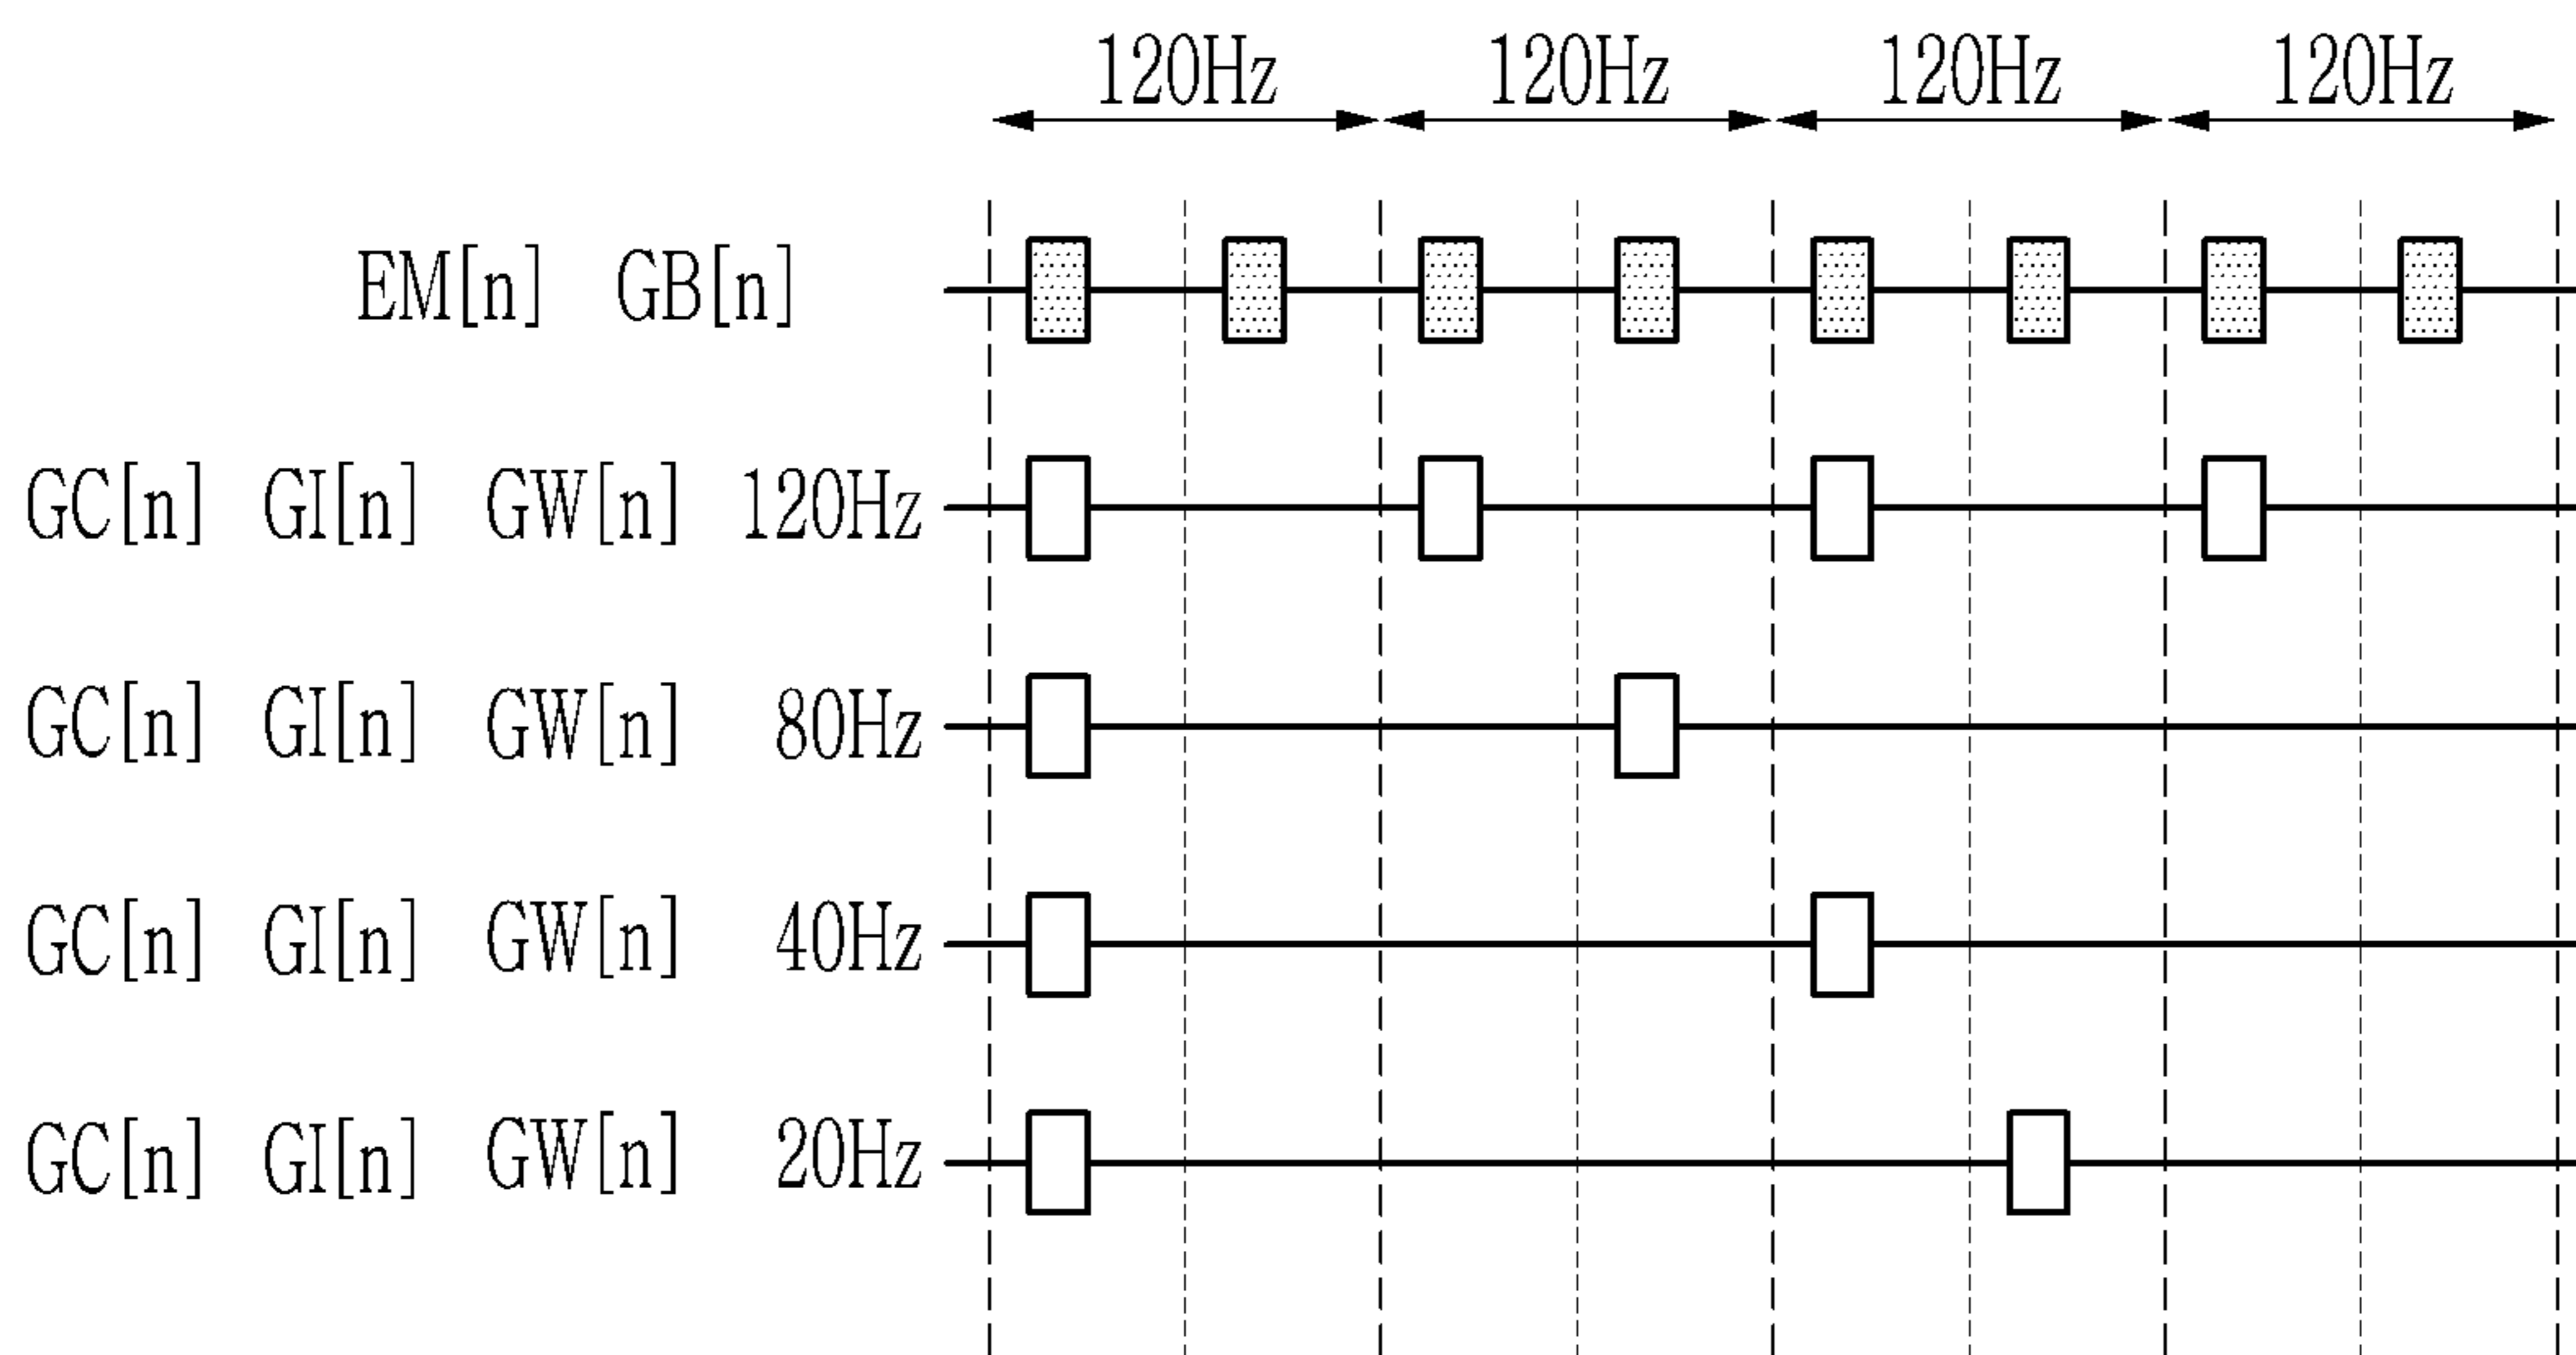 120Hz 120Hz 120Hz 120Hz
EM[n] GB[n]
GC[n] GI[n] GW[n] 120Hz
GC[n] GI[n] GW[n] 80Hz
GC[n] GI[n] GW[n] 40Hz
GC[n] GI[n] GW[n] 20Hz